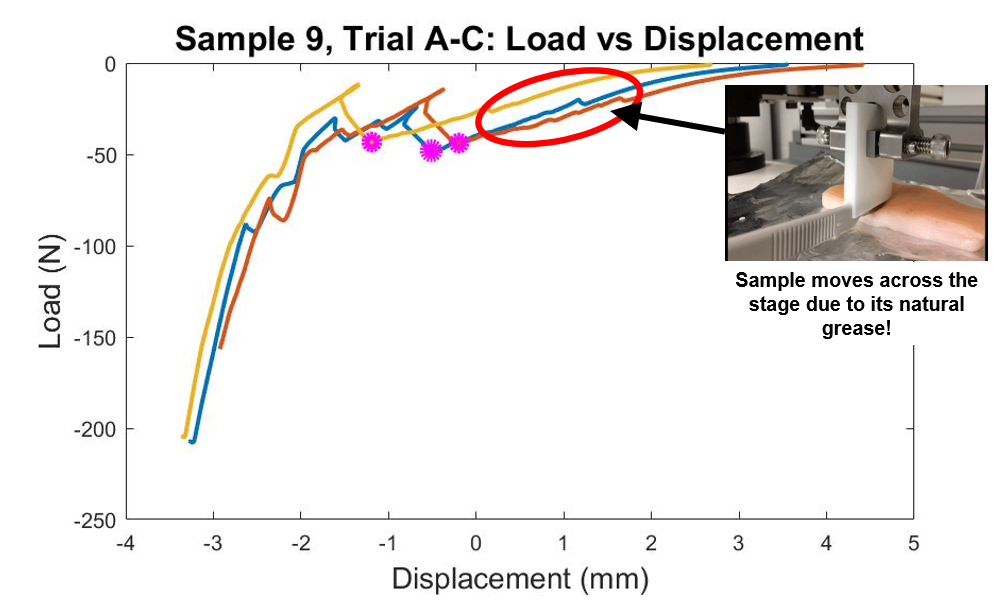 Sample 9, Trial A-C: Load vs Displacement
0
-50
-100
-150
-200
-250
Load (N)
-4 -3 -2 -1 0 1 2 3 4 5
Displacement (mm)
Sample moves across the
stage due to its natural
grease!